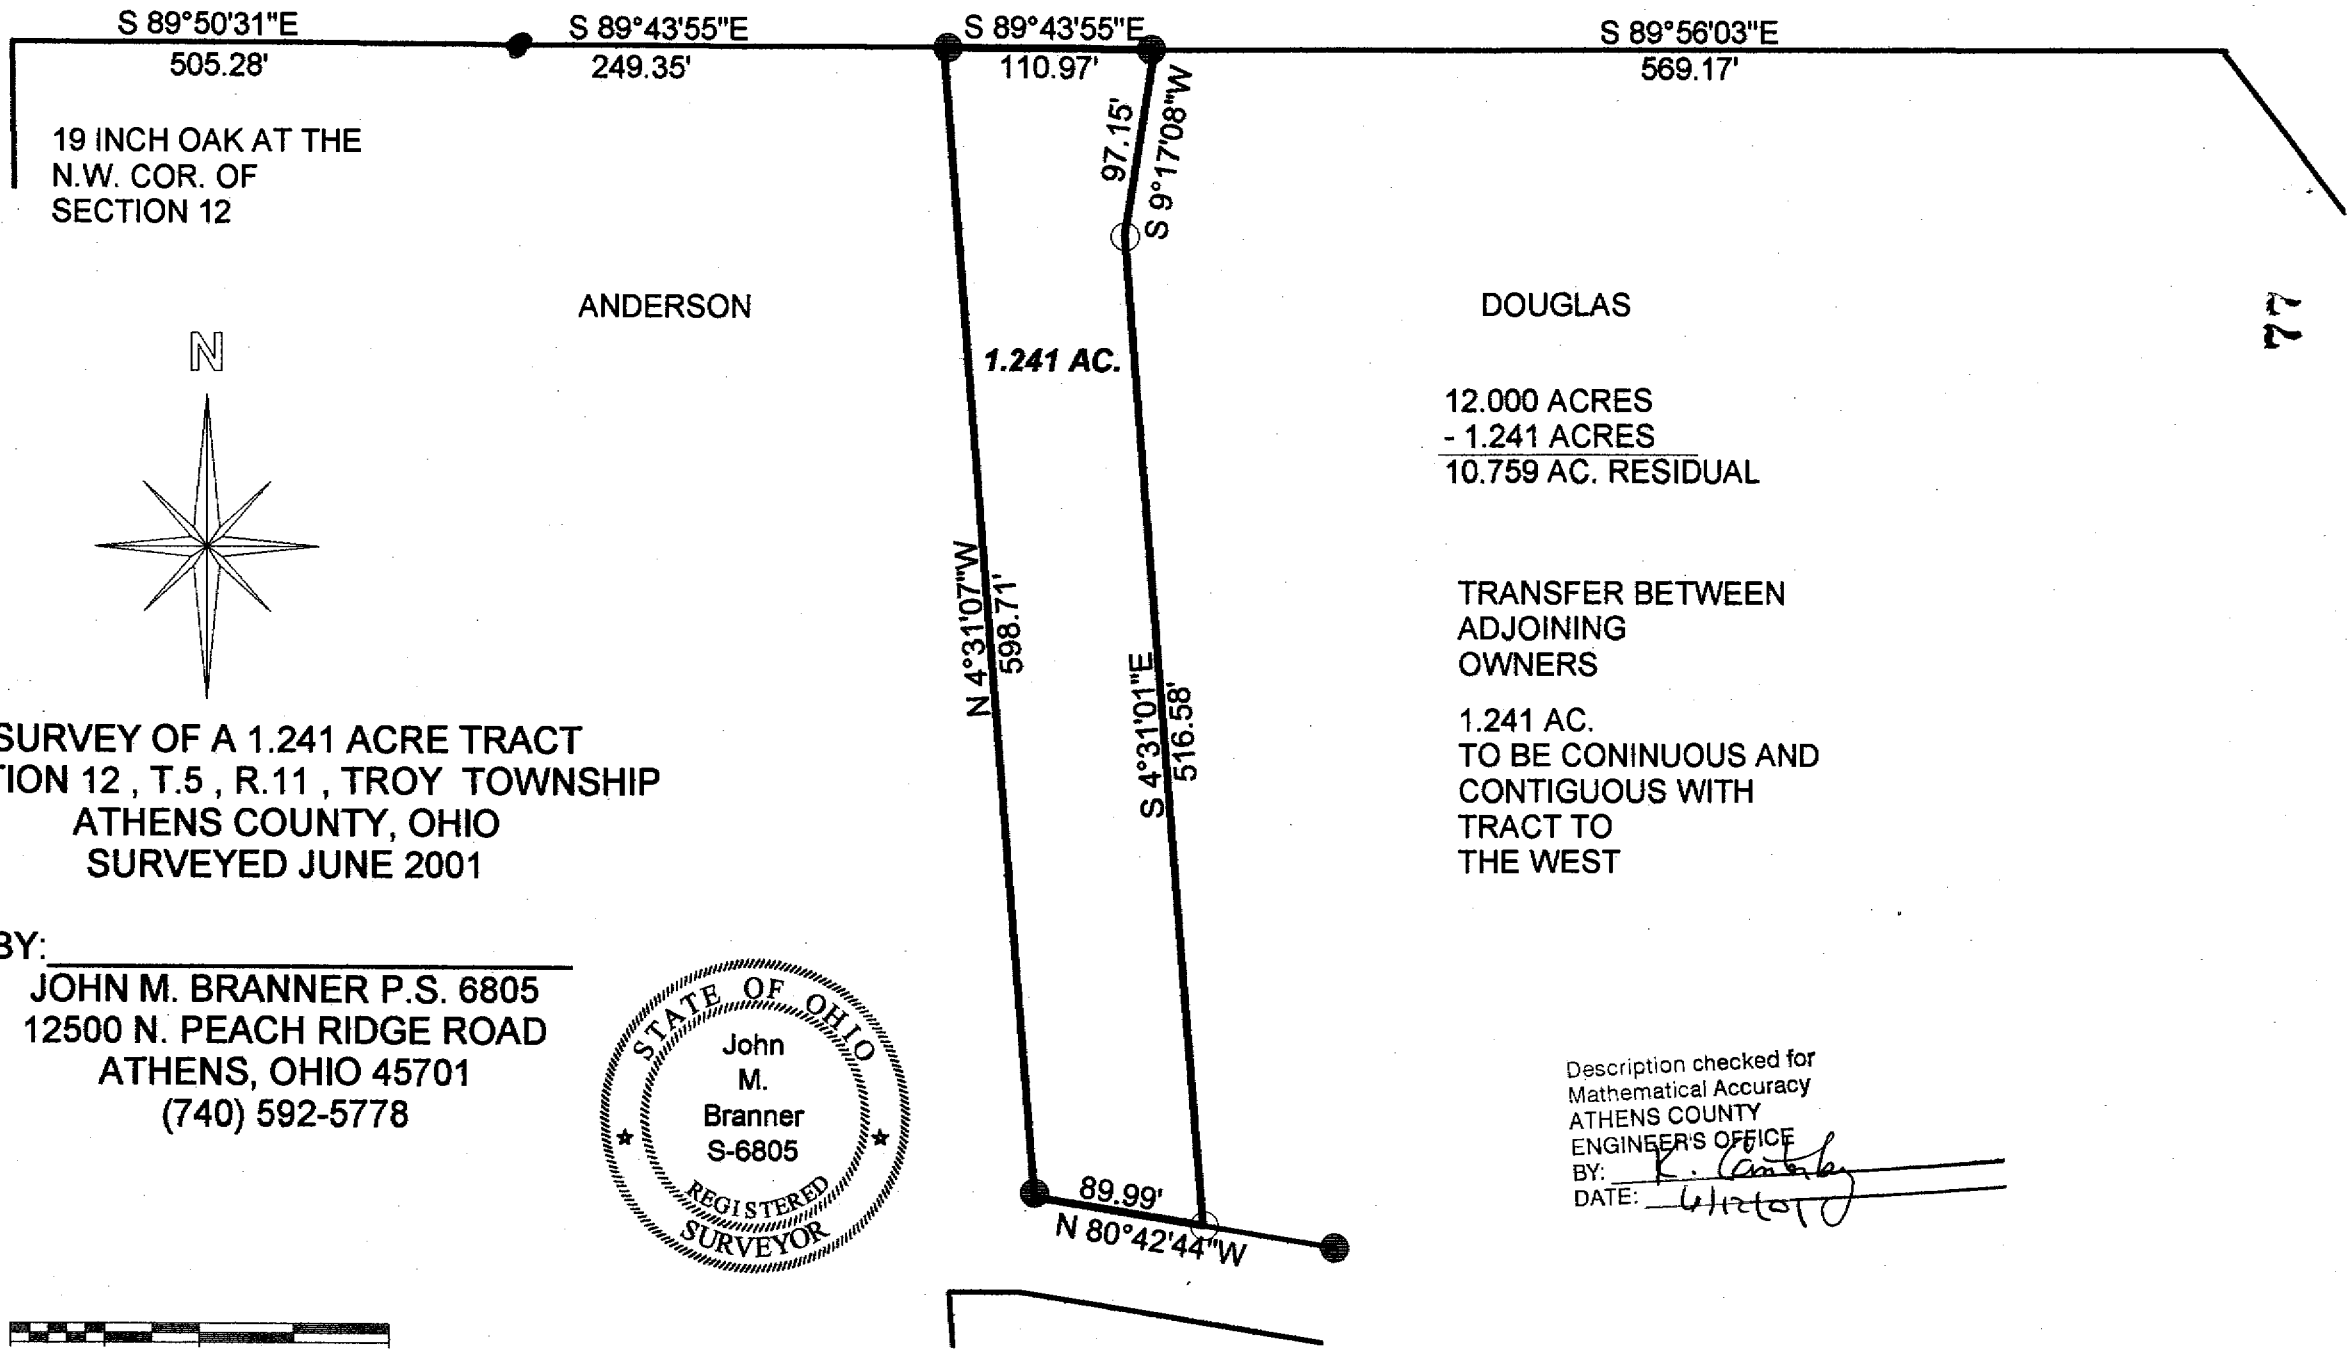 S 89°50'31"E
505.28'
S 89°43'55"E
249.35'
S 89°43'55"E
110.97'
S 89°56'03"E
569.17'
97.15'
S 9°17'08"W
19 INCH OAK AT THE
N.W. COR. OF
SECTION 12
ANDERSON
DOUGLAS
77
N
1.241 AC.
12.000 ACRES
- 1.241 ACRES
10.759 AC. RESIDUAL
N 4°31'07"W
598.71'
S 4°31'01"E
516.58'
TRANSFER BETWEEN
ADJOINING
OWNERS
1.241 AC.
TO BE CONINUOUS AND
CONTIGUOUS WITH
TRACT TO
THE WEST
SURVEY OF A 1.241 ACRE TRACT
TION 12 , T.5 , R.11 , TROY TOWNSHIP
ATHENS COUNTY, OHIO
SURVEYED JUNE 2001
BY:
JOHN M. BRANNER P.S. 6805
12500 N. PEACH RIDGE ROAD
ATHENS, OHIO 45701
(740) 592-5778
STATE OF OHIO
John
M.
Branner
S-6805
REGISTERED
SURVEYOR
89.99'
N 80°42'44"W
Description checked for
Mathematical Accuracy
ATHENS COUNTY
ENGINEER'S OFFICE
BY: K.
DATE: 6/12/01